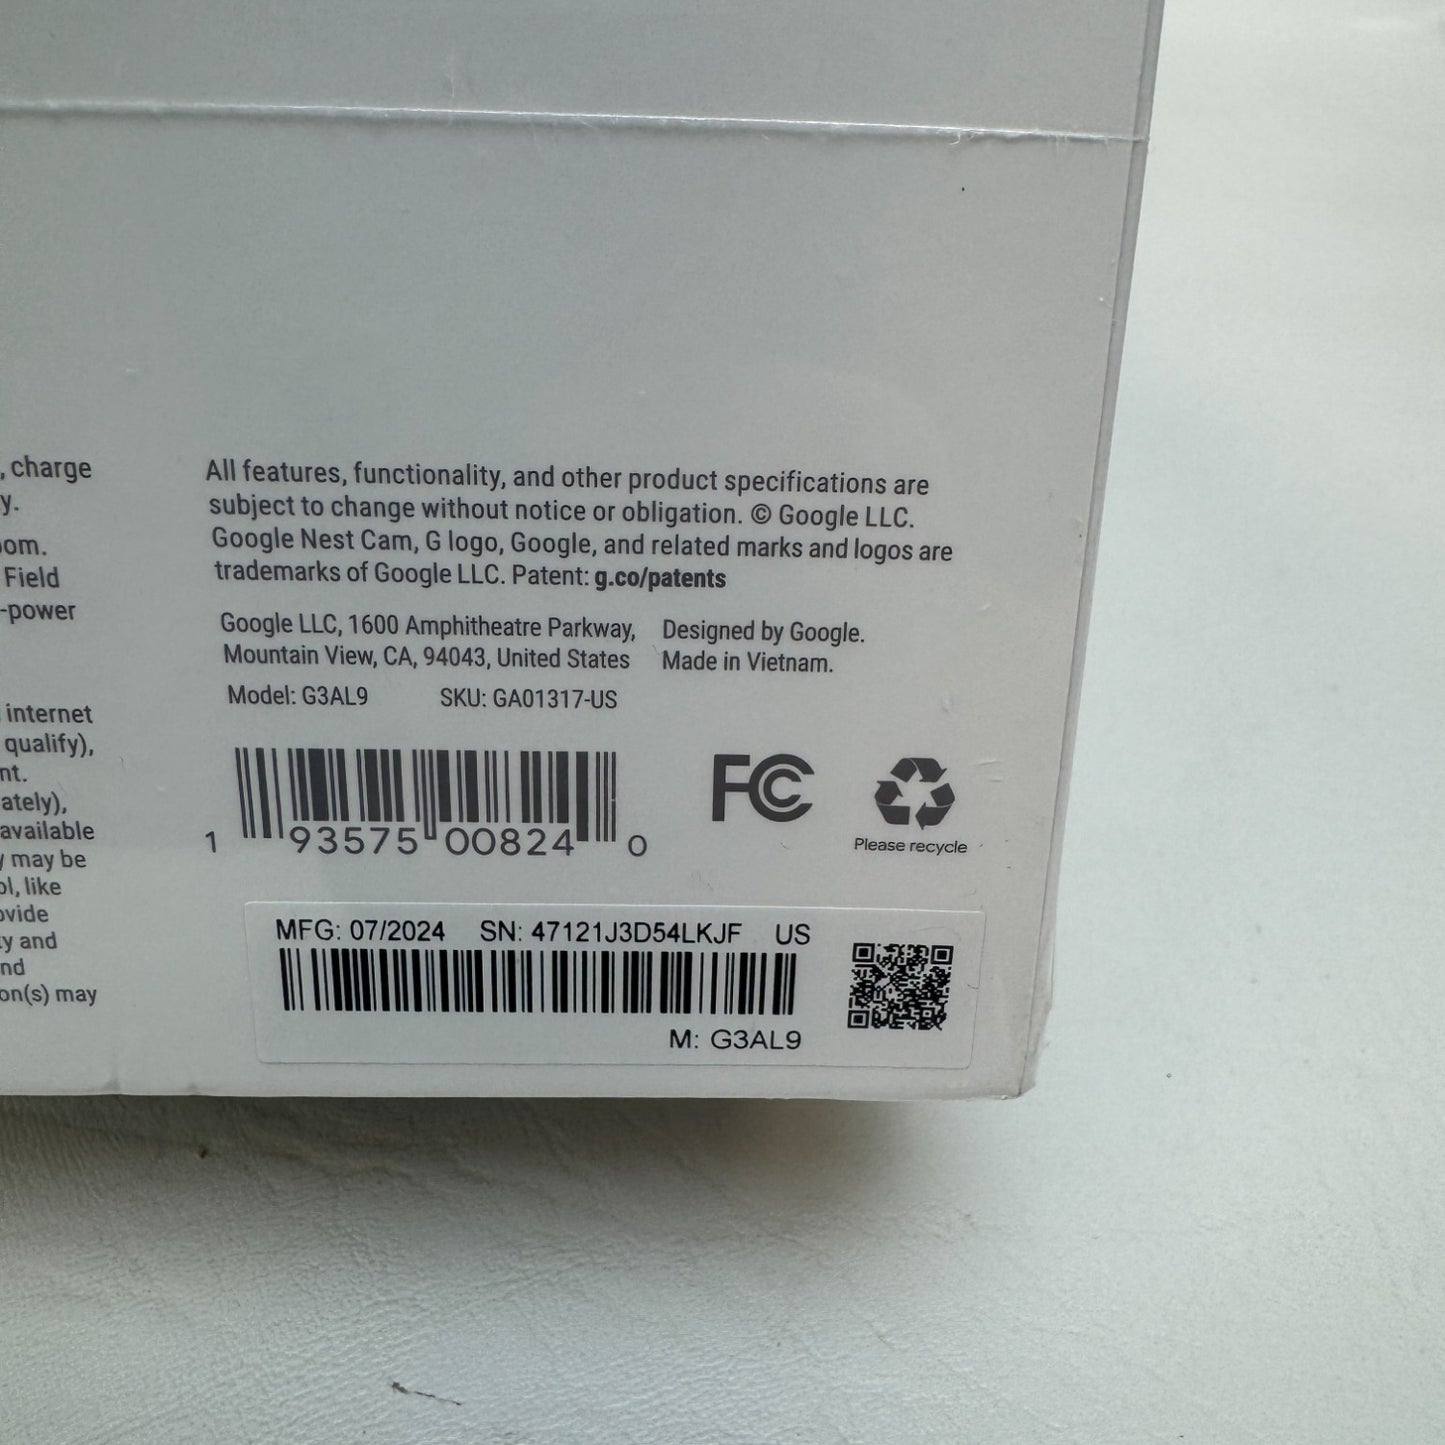 , charge
y.
om.
Field
-power
internet
qualify),
nt.
ately),
available
y may be
ol, like
ovide
ty and
nd
on(s) may
All features, functionality, and other product specifications are
subject to change without notice or obligation. © Google LLC.
Google Nest Cam, G logo, Google, and related marks and logos are
trademarks of Google LLC. Patent: g.co/patents
Google LLC, 1600 Amphitheatre Parkway,
Mountain View, CA, 94043, United States
Designed by Google.
Made in Vietnam.
Model: G3AL9 SKU: GA01317-US
1 93575 00824 0
FC
Please recycle
MFG: 07/2024 SN: 47121J3D54LKJF US
M: G3AL9